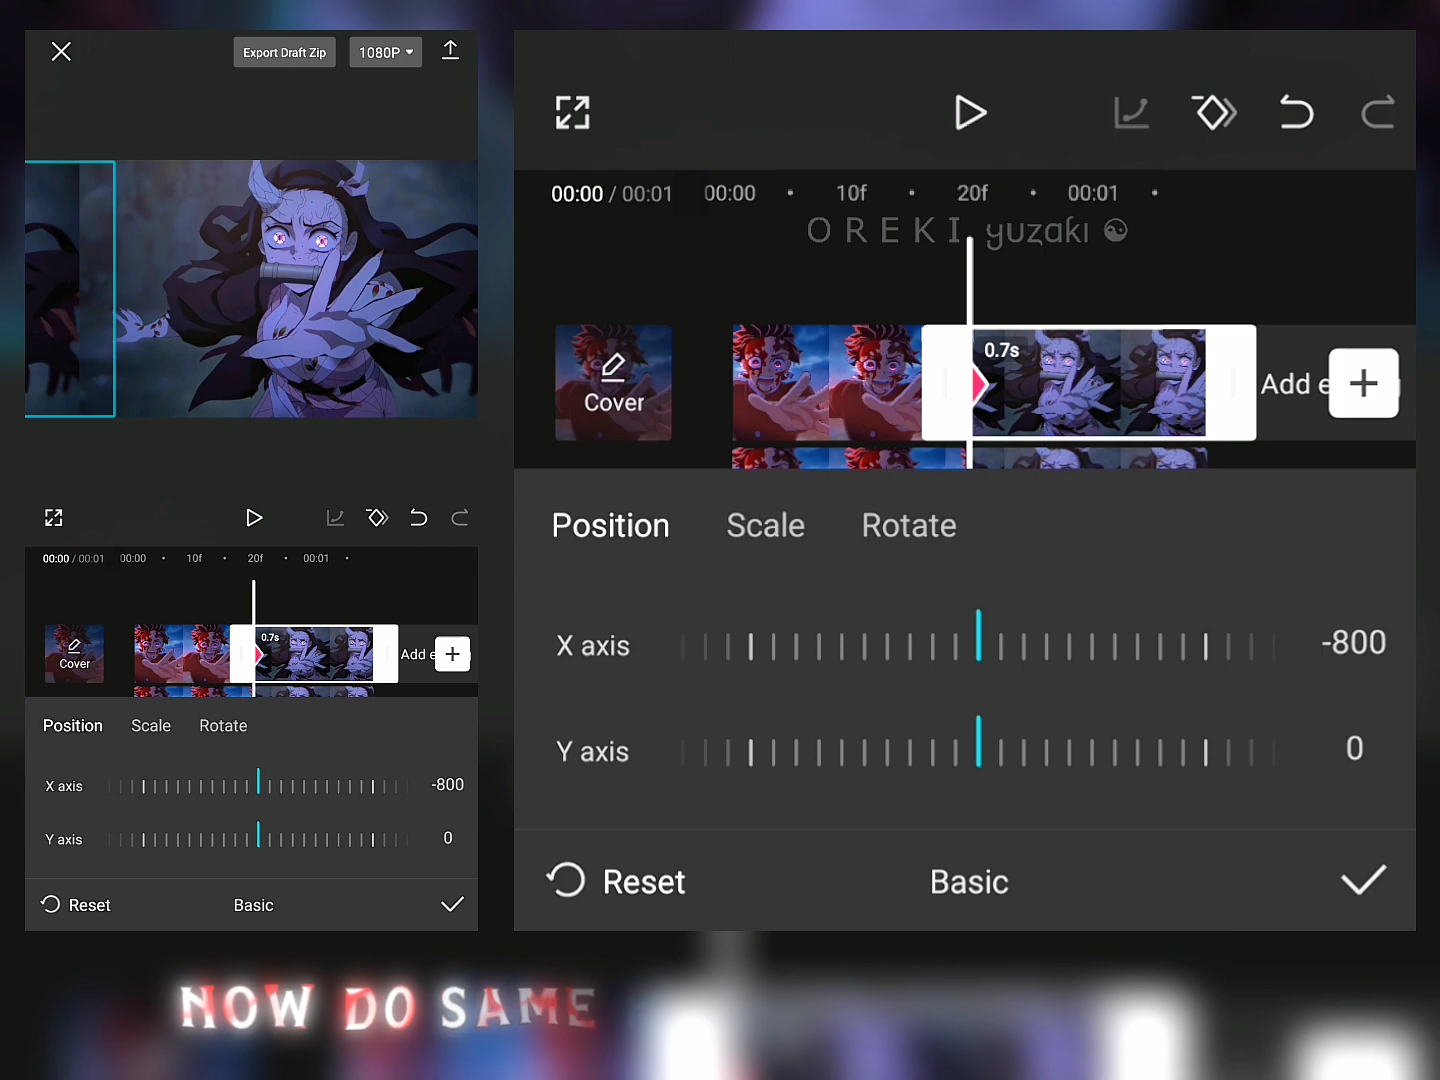 Export Draft Zip 1080P
00:00 / 00:01 00:00 10f 20f 00:01
Cover
0.7s
Add e
Position Scale Rotate
X axis -800
Y axis 0
Reset Basic
00:00 / 00:01 00:00 10f 20f 00:01
O R E K I yuzaki
Cover
0.7s
Add e
Position Scale Rotate
X axis -800
Y axis 0
Reset Basic
NOW DO SAME